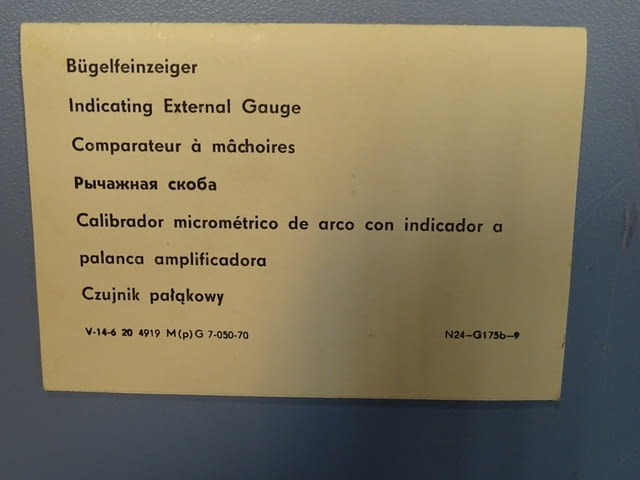 Bügelfeinzeiger
Indicating External Gauge
Comparateur à mâchoires
Рычажная скоба
Calibrador micrométrico de arco con indicador a
palanca amplificadora
Czujnik pałąkowy
V-14-6 20 4919 M(p)G 7-050-70 N24-G175b-9